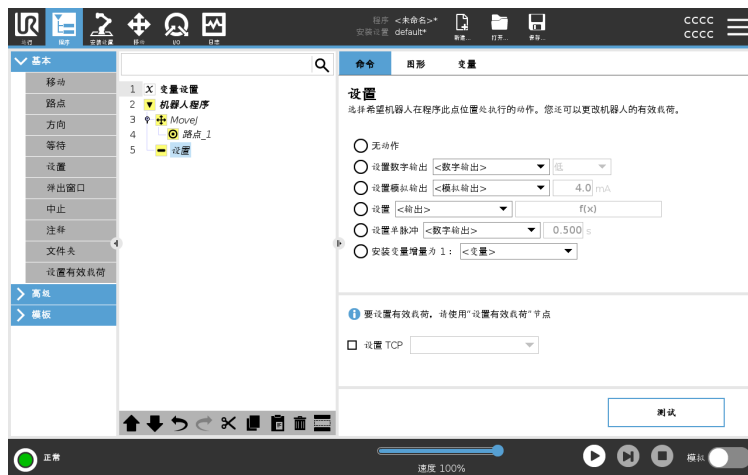 程序 <未命名>*
安装设置 default*
新建...
打开...
保存...
cccc
cccc
运行
程序
安装设置
移动
I/O
日志
基本
移动
路点
方向
等待
设置
弹出窗口
中止
注释
文件夹
设置有效载荷
高级
模板
1 X 变量设置
2 机器人程序
3 MoveJ
4 路点_1
5 设置
命令 图形 变量
设置
选择希望机器人在程序此点位置处执行的动作。您还可以更改机器人的有效载荷。
无动作
设置数字输出 <数字输出> 低
设置模拟输出 <模拟输出> 4.0 mA
设置 <输出> f(x)
设置单脉冲 <数字输出> 0.500 s
安装变量增量为 1： <变量>
要设置有效载荷，请使用“设置有效载荷”节点
设置 TCP
测试
正常
速度 100%
模拟